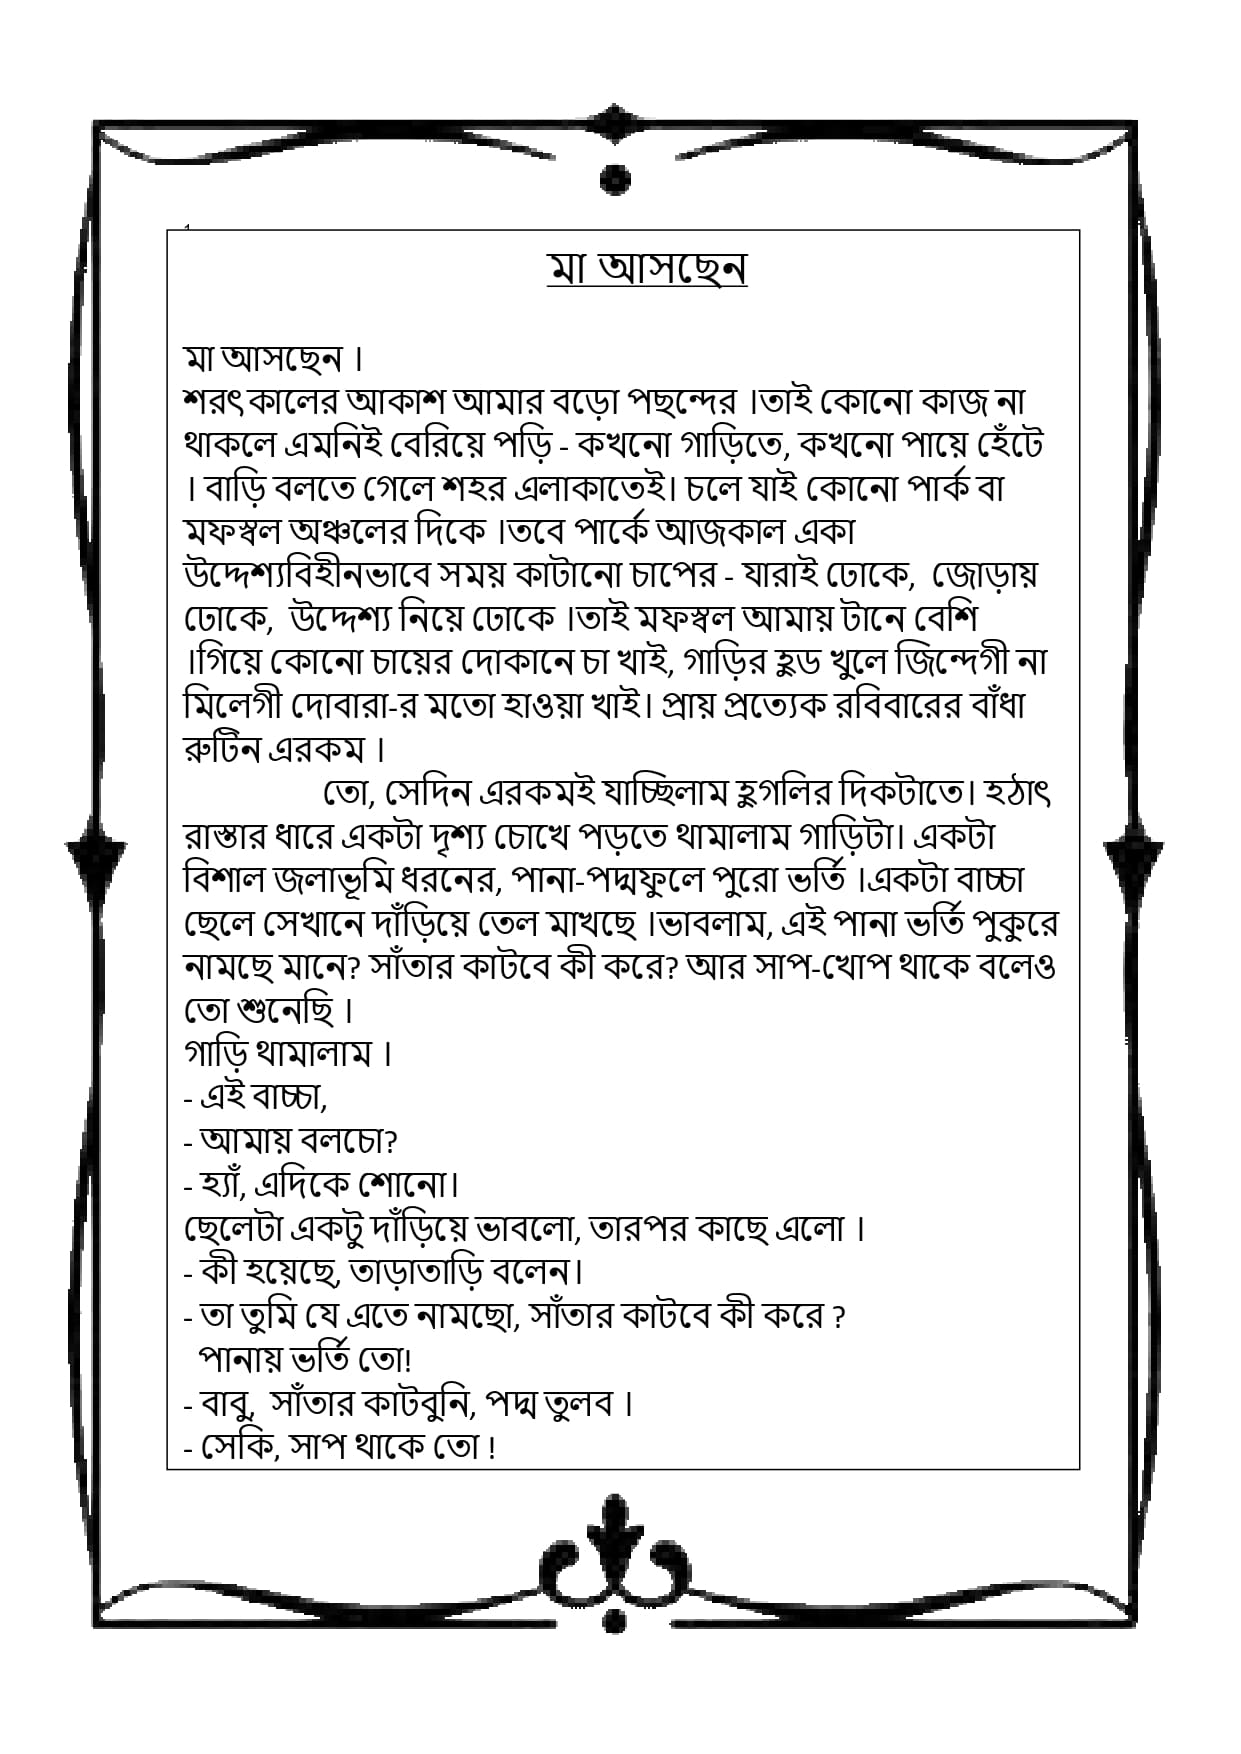 মা আসছেন
মা আসছেন ।
শরৎকালের আকাশ আমার বড়ো পছন্দের ।তাই কোনো কাজ না
থাকলে এমনিই বেরিয়ে পড়ি - কখনো গাড়িতে, কখনো পায়ে হেঁটে
। বাড়ি বলতে গেলে শহর এলাকাতেই। চলে যাই কোনো পার্ক বা
মফস্বল অঞ্চলের দিকে ।তবে পার্কে আজকাল একা
উদ্দেশ্যবিহীনভাবে সময় কাটানো চাপের - যারাই ঢোকে, জোড়ায়
ঢোকে, উদ্দেশ্য নিয়ে ঢোকে ।তাই মফস্বল আমায় টানে বেশি
।গিয়ে কোনো চায়ের দোকানে চা খাই, গাড়ির হুড খুলে জিন্দেগী না
মিলেগী দোবারা-র মতো হাওয়া খাই। প্রায় প্রত্যেক রবিবারের বাঁধা
রুটিন এরকম ।
তো, সেদিন এরকমই যাচ্ছিলাম হুগলির দিকটাতে। হঠাৎ
রাস্তার ধারে একটা দৃশ্য চোখে পড়তে থামালাম গাড়িটা। একটা
বিশাল জলাভূমি ধরনের, পানা-পদ্মফুলে পুরো ভর্তি ।একটা বাচ্চা
ছেলে সেখানে দাঁড়িয়ে তেল মাখছে ।ভাবলাম, এই পানা ভর্তি পুকুরে
নামছে মানে? সাঁতার কাটবে কী করে? আর সাপ-খোপ থাকে বলেও
তো শুনেছি ।
গাড়ি থামালাম ।
- এই বাচ্চা,
- আমায় বলচো?
- হ্যাঁ, এদিকে শোনো।
ছেলেটা একটু দাঁড়িয়ে ভাবলো, তারপর কাছে এলো ।
- কী হয়েছে, তাড়াতাড়ি বলেন।
- তা তুমি যে এতে নামছো, সাঁতার কাটবে কী করে ?
পানায় ভর্তি তো!
- বাবু, সাঁতার কাটবুনি, পদ্ম তুলব ।
- সেকি, সাপ থাকে তো !